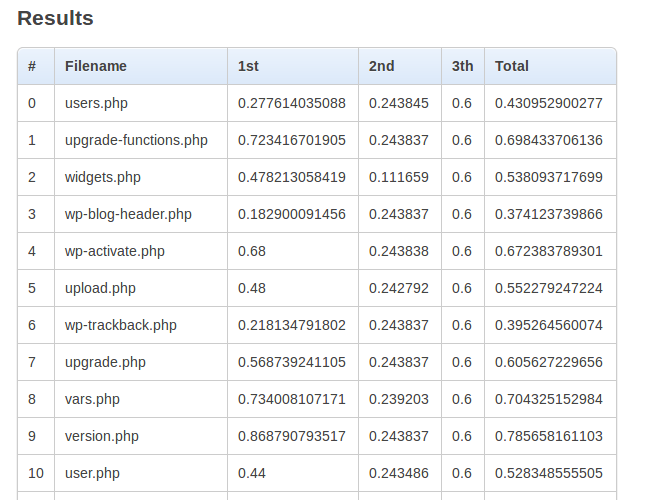 Results
# Filename 1st 2nd 3th Total
0 users.php 0.277614035088 0.243845 0.6 0.430952900277
1 upgrade-functions.php 0.723416701905 0.243837 0.6 0.698433706136
2 widgets.php 0.478213058419 0.111659 0.6 0.538093717699
3 wp-blog-header.php 0.182900091456 0.243837 0.6 0.374123739866
4 wp-activate.php 0.68 0.243838 0.6 0.672383789301
5 upload.php 0.48 0.242792 0.6 0.552279247224
6 wp-trackback.php 0.218134791802 0.243837 0.6 0.395264560074
7 upgrade.php 0.568739241105 0.243837 0.6 0.605627229656
8 vars.php 0.734008107171 0.239203 0.6 0.704325152984
9 version.php 0.868790793517 0.243837 0.6 0.785658161103
10 user.php 0.44 0.243486 0.6 0.528348555505